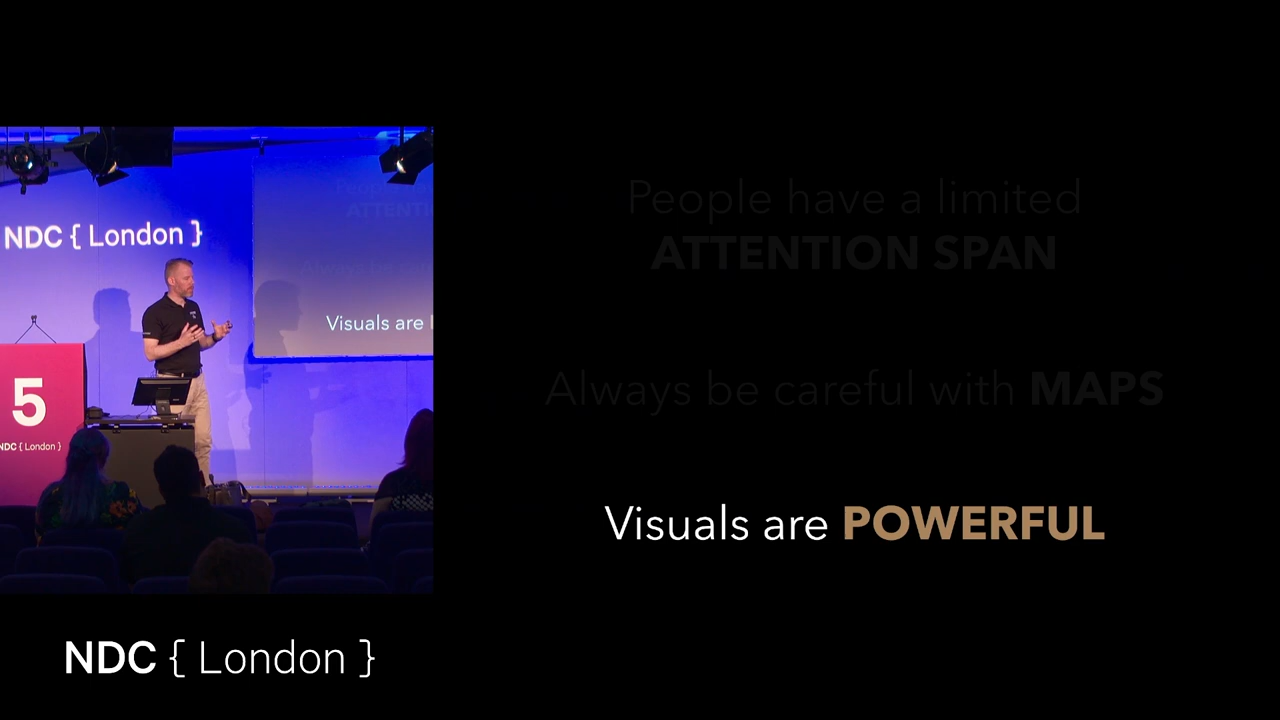 NDC { London }
Visuals are
5
NDC { London }
People have a limited
ATTENTION SPAN
Always be careful with MAPS
Visuals are POWERFUL
NDC { London }